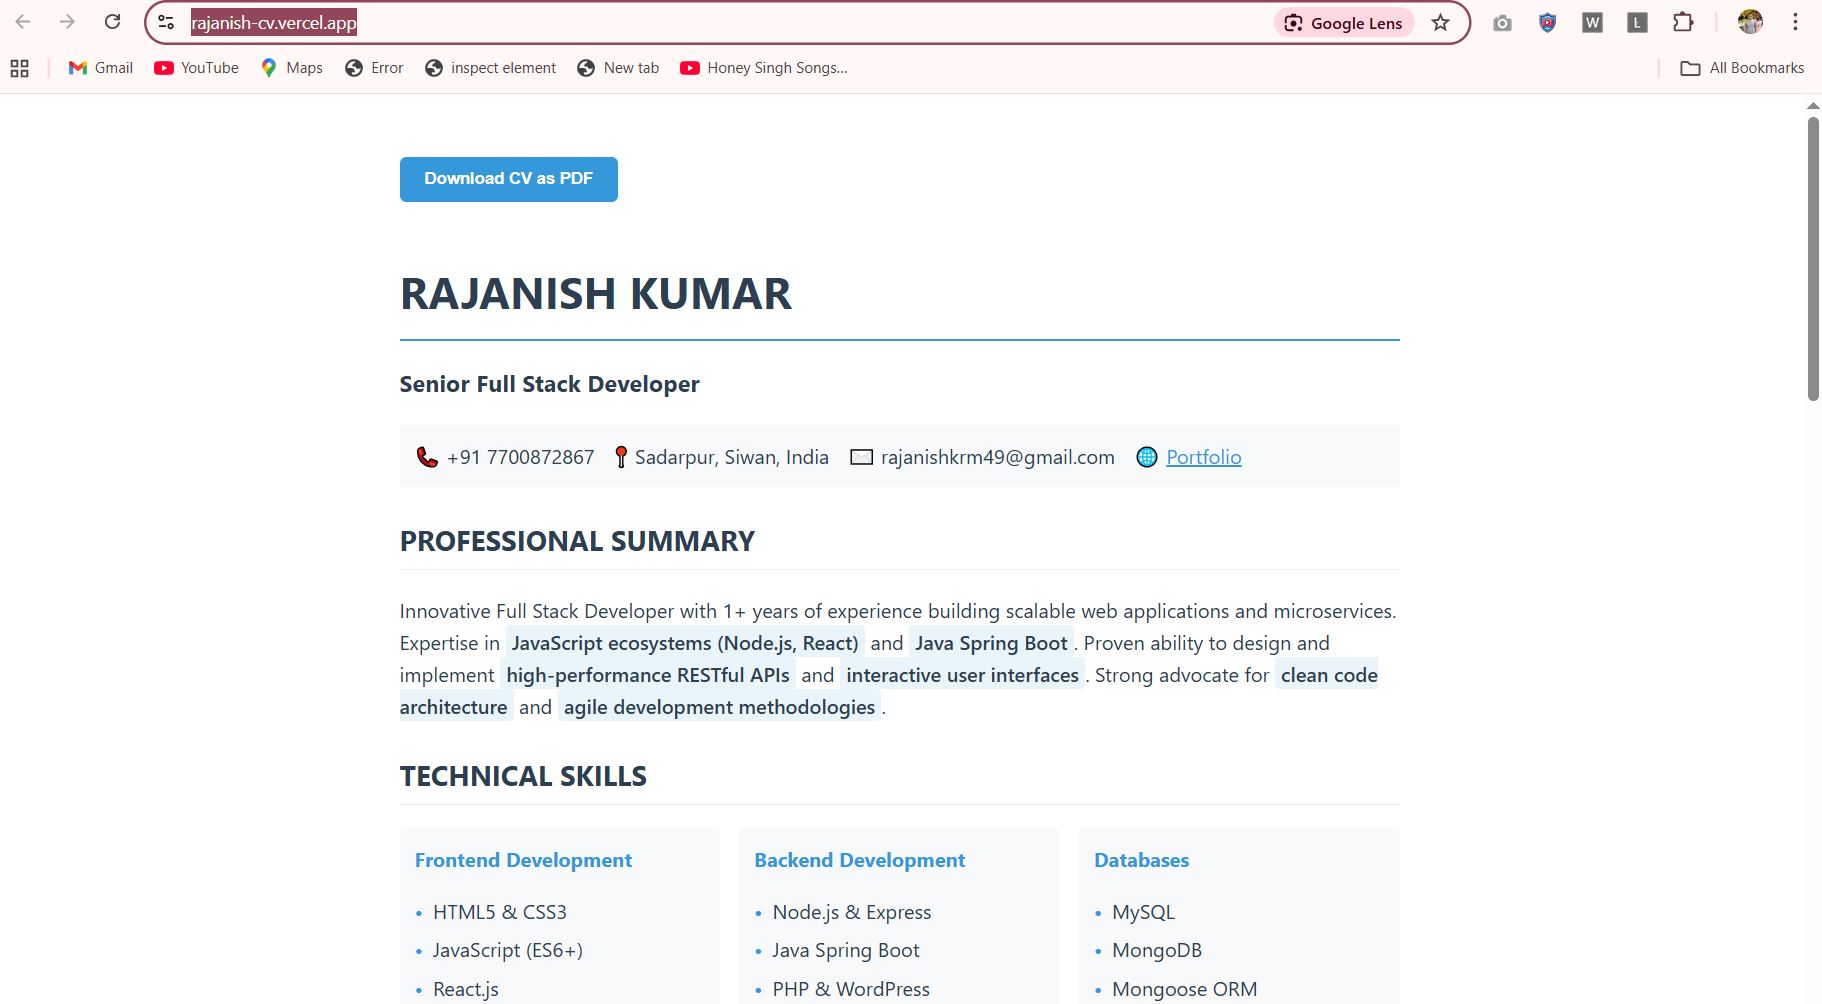 rajanish-cv.vercel.app
Google Lens
W
L
Gmail
YouTube
Maps
Error
inspect element
New tab
Honey Singh Songs...
All Bookmarks
Download CV as PDF
RAJANISH KUMAR
Senior Full Stack Developer
+91 7700872867 Sadarpur, Siwan, India rajanishkrm49@gmail.com Portfolio
PROFESSIONAL SUMMARY
Innovative Full Stack Developer with 1+ years of experience building scalable web applications and microservices.
Expertise in JavaScript ecosystems (Node.js, React) and Java Spring Boot. Proven ability to design and
implement high-performance RESTful APIs and interactive user interfaces. Strong advocate for clean code
architecture and agile development methodologies.
TECHNICAL SKILLS
Frontend Development
• HTML5 & CSS3
• JavaScript (ES6+)
• React.js
Backend Development
• Node.js & Express
• Java Spring Boot
• PHP & WordPress
Databases
• MySQL
• MongoDB
• Mongoose ORM